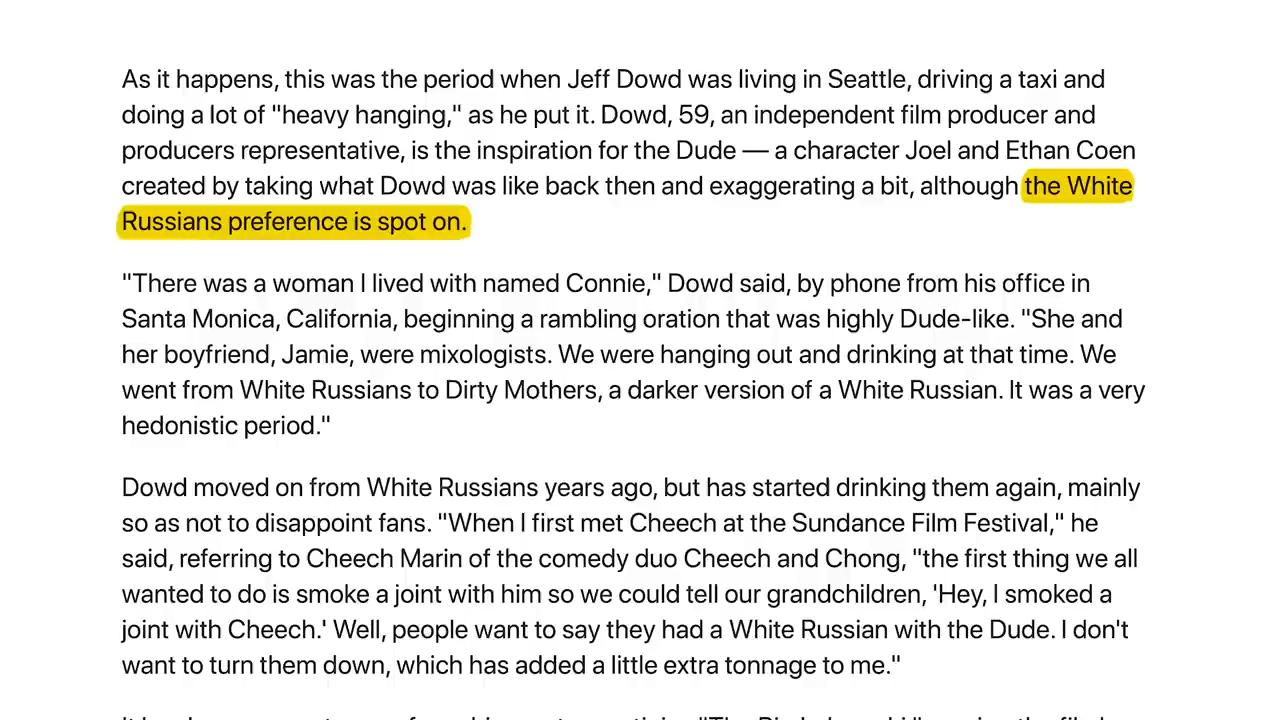 As it happens, this was the period when Jeff Dowd was living in Seattle, driving a taxi and
doing a lot of "heavy hanging," as he put it. Dowd, 59, an independent film producer and
producers representative, is the inspiration for the Dude — a character Joel and Ethan Coen
created by taking what Dowd was like back then and exaggerating a bit, although the White
Russians preference is spot on.
"There was a woman I lived with named Connie," Dowd said, by phone from his office in
Santa Monica, California, beginning a rambling oration that was highly Dude-like. "She and
her boyfriend, Jamie, were mixologists. We were hanging out and drinking at that time. We
went from White Russians to Dirty Mothers, a darker version of a White Russian. It was a very
hedonistic period."
Dowd moved on from White Russians years ago, but has started drinking them again, mainly
so as not to disappoint fans. "When I first met Cheech at the Sundance Film Festival," he
said, referring to Cheech Marin of the comedy duo Cheech and Chong, "the first thing we all
wanted to do is smoke a joint with him so we could tell our grandchildren, 'Hey, I smoked a
joint with Cheech.' Well, people want to say they had a White Russian with the Dude. I don't
want to turn them down, which has added a little extra tonnage to me."